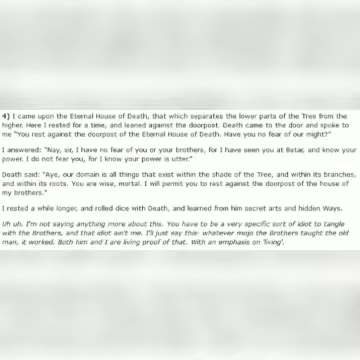 4) I came upon the Eternal House of Death, that which separates the lower parts of the Tree from the
higher. Here I rested for a time, and leaned against the doorpost. Death came to the door and spoke to
me "You rest against the doorpost of the Eternal House of Death. Have you no fear of our might?"
I answered: "Nay, sir, I have no fear of you or your brothers, for I have seen you at Betar, and know your
power. I do not fear you, for I know your power is utter."
Death said: "Aye, our domain is all things that exist within the shade of the Tree, and within its branches,
and within its roots. You are wise, mortal. I will permit you to rest against the doorpost of the house of
my brothers."
I rested a while longer, and rolled dice with Death, and learned from him secret arts and hidden Ways.
Uh uh. I'm not saying anything more about this. You have to be a very specific sort of idiot to tangle
with the Brothers, and that idiot ain't me. I'll just say this- whatever mojo the Brothers taught the old
man, it worked. Both him and I are living proof of that. With an emphasis on 'living'.